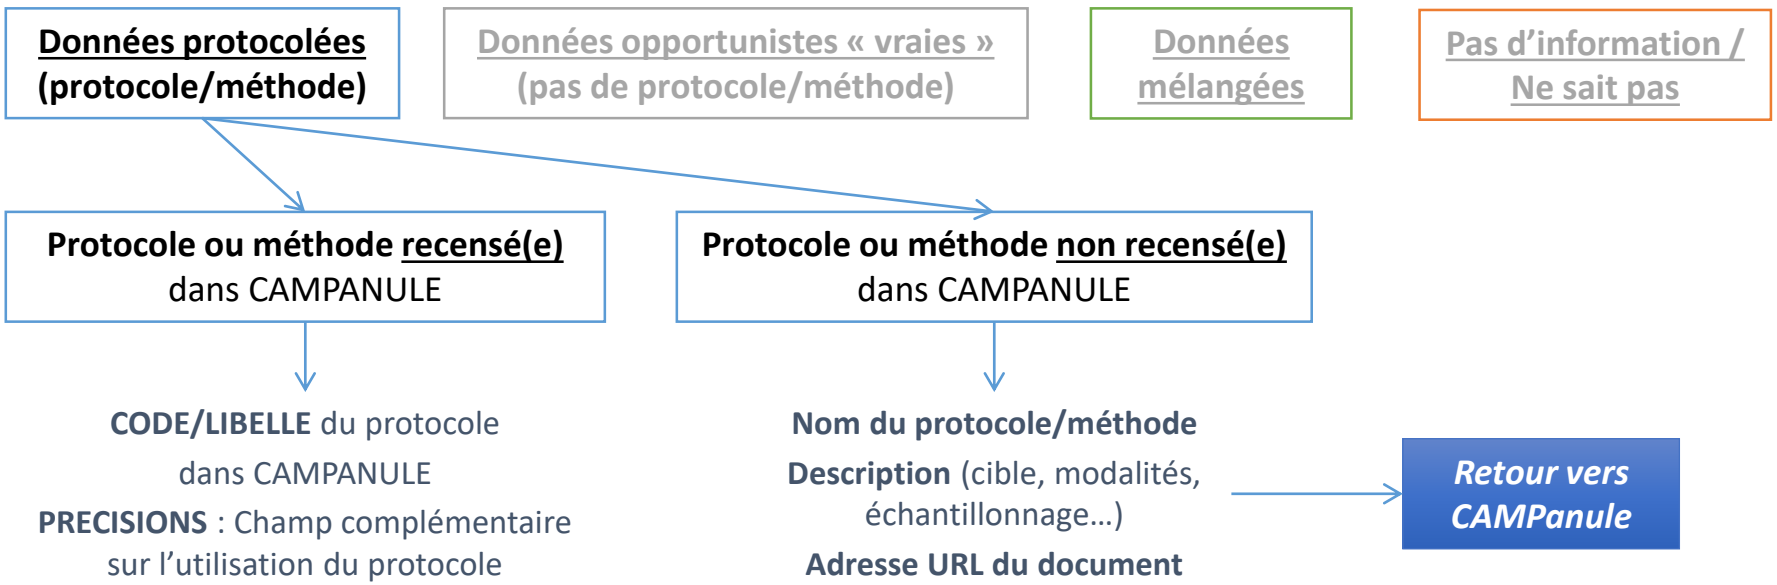 Données protocolées
(protocole/méthode)
Données opportunistes « vraies »
(pas de protocole/méthode)
Données
mélangées
Pas d’information /
Ne sait pas
Protocole ou méthode recensé(e)
dans CAMPANULE
Protocole ou méthode non recensé(e)
dans CAMPANULE
CODE/LIBELLE du protocole
dans CAMPANULE
PRECISIONS : Champ complémentaire
sur l’utilisation du protocole
Nom du protocole/méthode
Description (cible, modalités,
échantillonnage…)
Adresse URL du document
Retour vers
CAMPanule